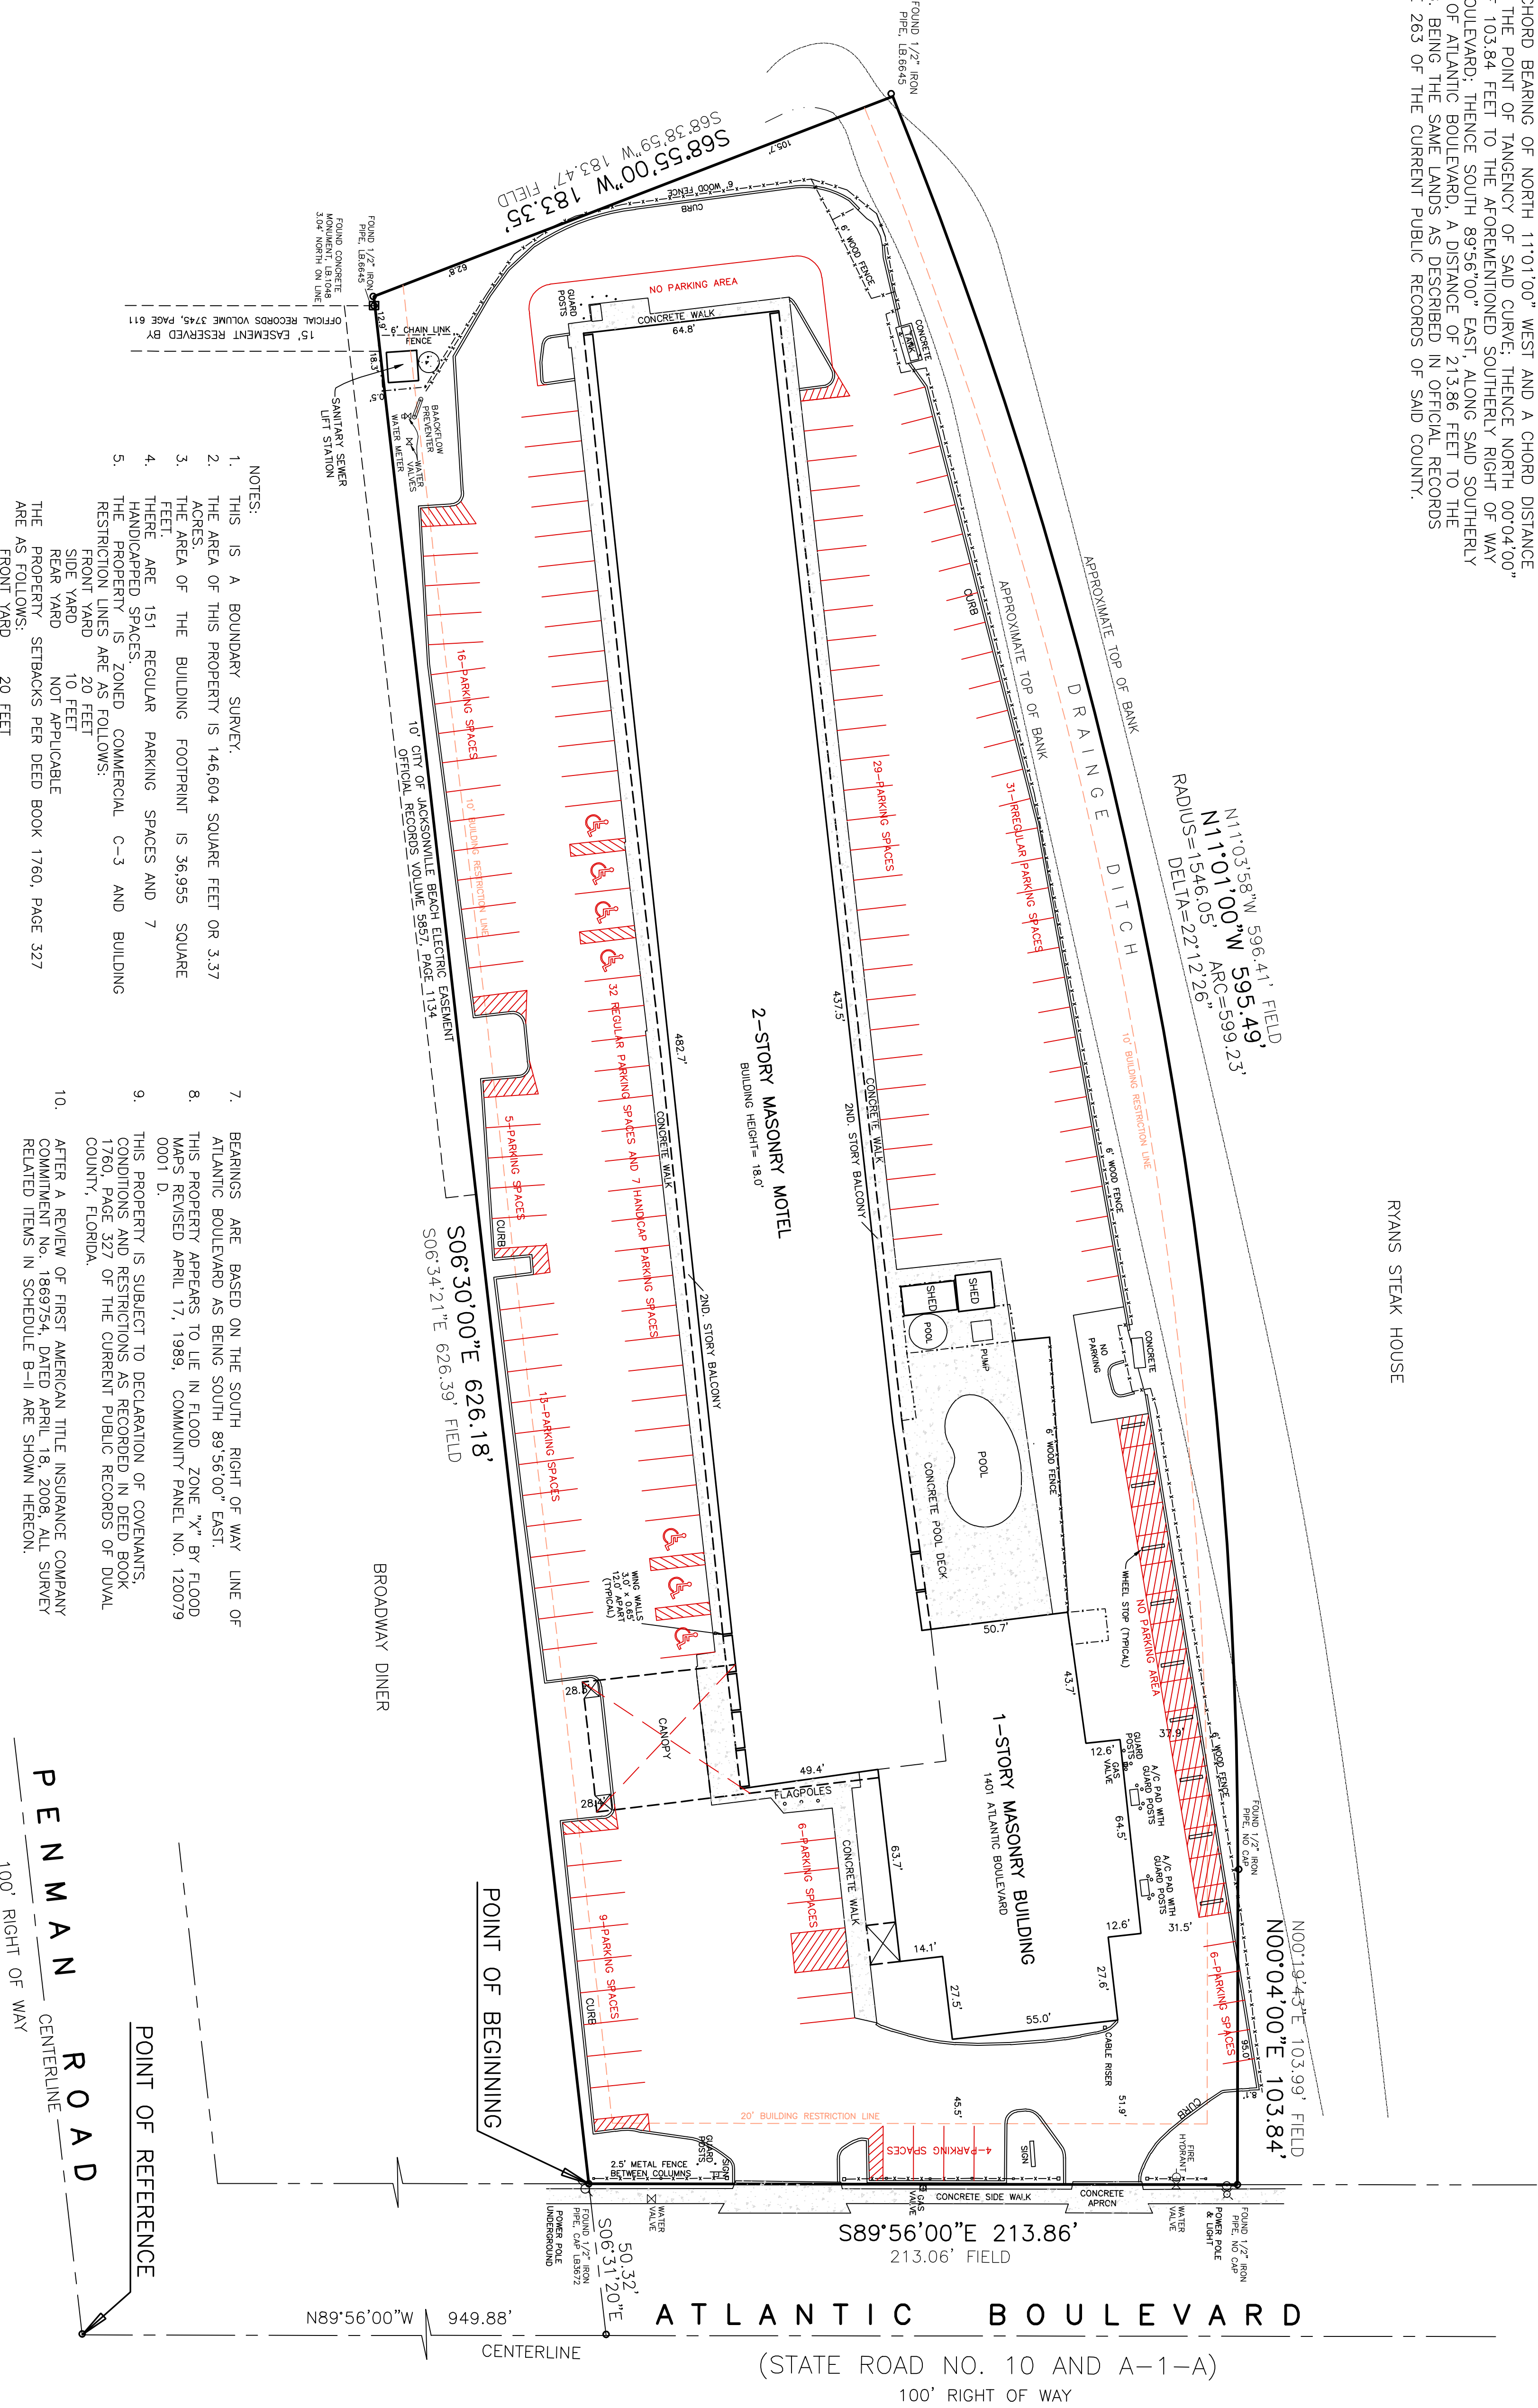 CHORD BEARING OF NORTH 11°01'00" WEST AND A CHORD DISTANCE
THE POINT OF TANGENCY OF SAID CURVE; THENCE NORTH 00°04'00"
F 103.84 FEET TO THE AFOREMENTIONED SOUTHERLY RIGHT OF WAY
OULEVARD; THENCE SOUTH 89°56'00" EAST, ALONG SAID SOUTHERLY
OF ATLANTIC BOULEVARD, A DISTANCE OF 213.86 FEET TO THE
BEING THE SAME LANDS AS DESCRIBED IN OFFICIAL RECORDS
263 OF THE CURRENT PUBLIC RECORDS OF SAID COUNTY.
RYANS STEAK HOUSE
FOUND 1/2" IRON
PIPE, LB.6645
APPROXIMATE TOP OF BANK
DRAINGE DITCH
APPROXIMATE TOP OF BANK
N11°03'58"W 596.41' FIELD
N11°01'00"W 595.49'
RADIUS=1546.05' ARC=599.23'
DELTA=22°12'26"
N00°19'43"E 103.99' FIELD
N00°04'00"E 103.84'
FOUND 1/2" IRON
PIPE, NO CAP
S68°55'00"W 183.35'
S68°38'59"W 183.47' FIELD
105.7'
62.8'
6' WOOD FENCE
CURB
6' WOOD FENCE
NO PARKING AREA
CONCRETE
TANK
CURB
31-IRREGULAR PARKING SPACES
29-PARKING SPACES
10' BUILDING RESTRICTION LINE
6' WOOD FENCE
NO
PARKING
CONCRETE
WHEEL STOP (TYPICAL)
NO PARKING AREA
6' WOOD FENCE
37.9'
31.5'
6-PARKING SPACES
95.0'
8.1'
CURB
GUARD
POSTS
CONCRETE WALK
64.8'
437.5'
CONCRETE WALK
2ND. STORY BALCONY
2-STORY MASONRY MOTEL
BUILDING HEIGHT= 18.0'
482.7'
CONCRETE WALK
2ND. STORY BALCONY
SHED
SHED
POOL
PUMP
POOL
6' WOOD FENCE
CONCRETE POOL DECK
50.7'
43.7'
12.6'
GUARD
POSTS
GAS
VALVE
A/C PAD WITH
GUARD POSTS
64.5'
A/C PAD WITH
GUARD POSTS
12.6'
27.6'
55.0'
27.5'
14.1'
63.7'
49.4'
1-STORY MASONRY BUILDING
1401 ATLANTIC BOULEVARD
CABLE RISER
51.9'
45.5'
FLAGPOLES
6-PARKING SPACES
CONCRETE WALK
WING WALLS
3.0' x 0.65'
12.0' APART
(TYPICAL)
CANOPY
28.3'
28.4'
32 REGULAR PARKING SPACES AND 7 HANDICAP PARKING SPACES
16-PARKING SPACES
10' BUILDING RESTRICTION LINE
5-PARKING SPACES
CURB
13-PARKING SPACES
9-PARKING SPACES
CURB
20' BUILDING RESTRICTION LINE
4-PARKING SPACES
SIGN
FIRE
HYDRANT
GUARD
POSTS
SIGN
2.5' METAL FENCE
BETWEEN COLUMNS
GAS
VALVE
CONCRETE SIDE WALK
CONCRETE
APRON
WATER
VALVE
POWER POLE
& LIGHT
FOUND 1/2" IRON
PIPE, NO CAP
WATER
VALVE
FOUND 1/2" IRON
PIPE, CAP LB3672
POWER POLE
UNDERGROUND
FOUND 1/2" IRON
PIPE, LB.6645
FOUND CONCRETE
MONUMENT, LB.1048
3.04' NORTH ON LINE
15' EASEMENT RESERVED BY
OFFICIAL RECORDS VOLUME 3745, PAGE 611
12.9'
6' CHAIN LINK
FENCE
18.3'
0.5'
BAACKFLOW
PREVENTER
WATER
VALVES
WATER METER
SANITARY SEWER
LIFT STATION
10' CITY OF JACKSONVILLE BEACH ELECTRIC EASEMENT
OFFICIAL RECORDS VOLUME 5857, PAGE 1134
S06°30'00"E 626.18'
S06°34'21"E 626.39' FIELD
BROADWAY DINER
POINT OF BEGINNING
S89°56'00"E 213.86'
213.06' FIELD
50.32'
S06°31'20"E
N89°56'00"W 949.88'
CENTERLINE
ATLANTIC BOULEVARD
(STATE ROAD NO. 10 AND A-1-A)
100' RIGHT OF WAY
POINT OF REFERENCE
PENMAN ROAD
CENTERLINE
100' RIGHT OF WAY
NOTES:
1. THIS IS A BOUNDARY SURVEY.
2. THE AREA OF THIS PROPERTY IS 146,604 SQUARE FEET OR 3.37
ACRES.
3. THE AREA OF THE BUILDING FOOTPRINT IS 36,955 SQUARE
FEET.
4. THERE ARE 151 REGULAR PARKING SPACES AND 7
HANDICAPPED SPACES.
5. THE PROPERTY IS ZONED COMMERCIAL C-3 AND BUILDING
RESTRICTION LINES ARE AS FOLLOWS:
FRONT YARD 20 FEET
SIDE YARD 10 FEET
REAR YARD NOT APPLICABLE
THE PROPERTY SETBACKS PER DEED BOOK 1760, PAGE 327
ARE AS FOLLOWS:
FRONT YARD 20 FEET
7. BEARINGS ARE BASED ON THE SOUTH RIGHT OF WAY LINE OF
ATLANTIC BOULEVARD AS BEING SOUTH 89°56'00" EAST.
8. THIS PROPERTY APPEARS TO LIE IN FLOOD ZONE "X" BY FLOOD
MAPS REVISED APRIL 17, 1989, COMMUNITY PANEL NO. 120079
0001 D.
9. THIS PROPERTY IS SUBJECT TO DECLARATION OF COVENANTS,
CONDITIONS AND RESTRICTIONS AS RECORDED IN DEED BOOK
1760, PAGE 327 OF THE CURRENT PUBLIC RECORDS OF DUVAL
COUNTY, FLORIDA.
10. AFTER A REVIEW OF FIRST AMERICAN TITLE INSURANCE COMPANY
COMMITMENT No. 1869754, DATED APRIL 18, 2008, ALL SURVEY
RELATED ITEMS IN SCHEDULE B-II ARE SHOWN HEREON.